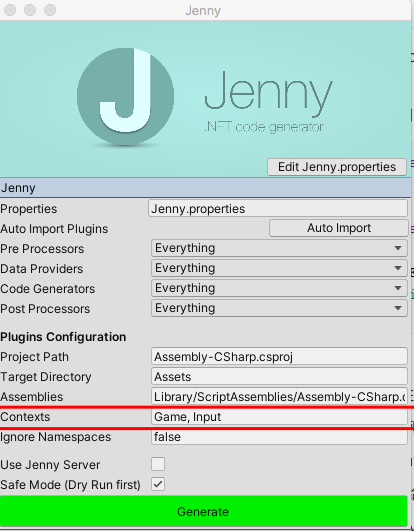 Jenny
J
Jenny
.NET code generator
Edit Jenny.properties
Jenny
Properties Jenny.properties
Auto Import Plugins Auto Import
Pre Processors Everything
Data Providers Everything
Code Generators Everything
Post Processors Everything
Plugins Configuration
Project Path Assembly-CSharp.csproj
Target Directory Assets
Assemblies Library/ScriptAssemblies/Assembly-CSharp.
Contexts Game, Input
Ignore Namespaces false
Use Jenny Server
Safe Mode (Dry Run first)
Generate